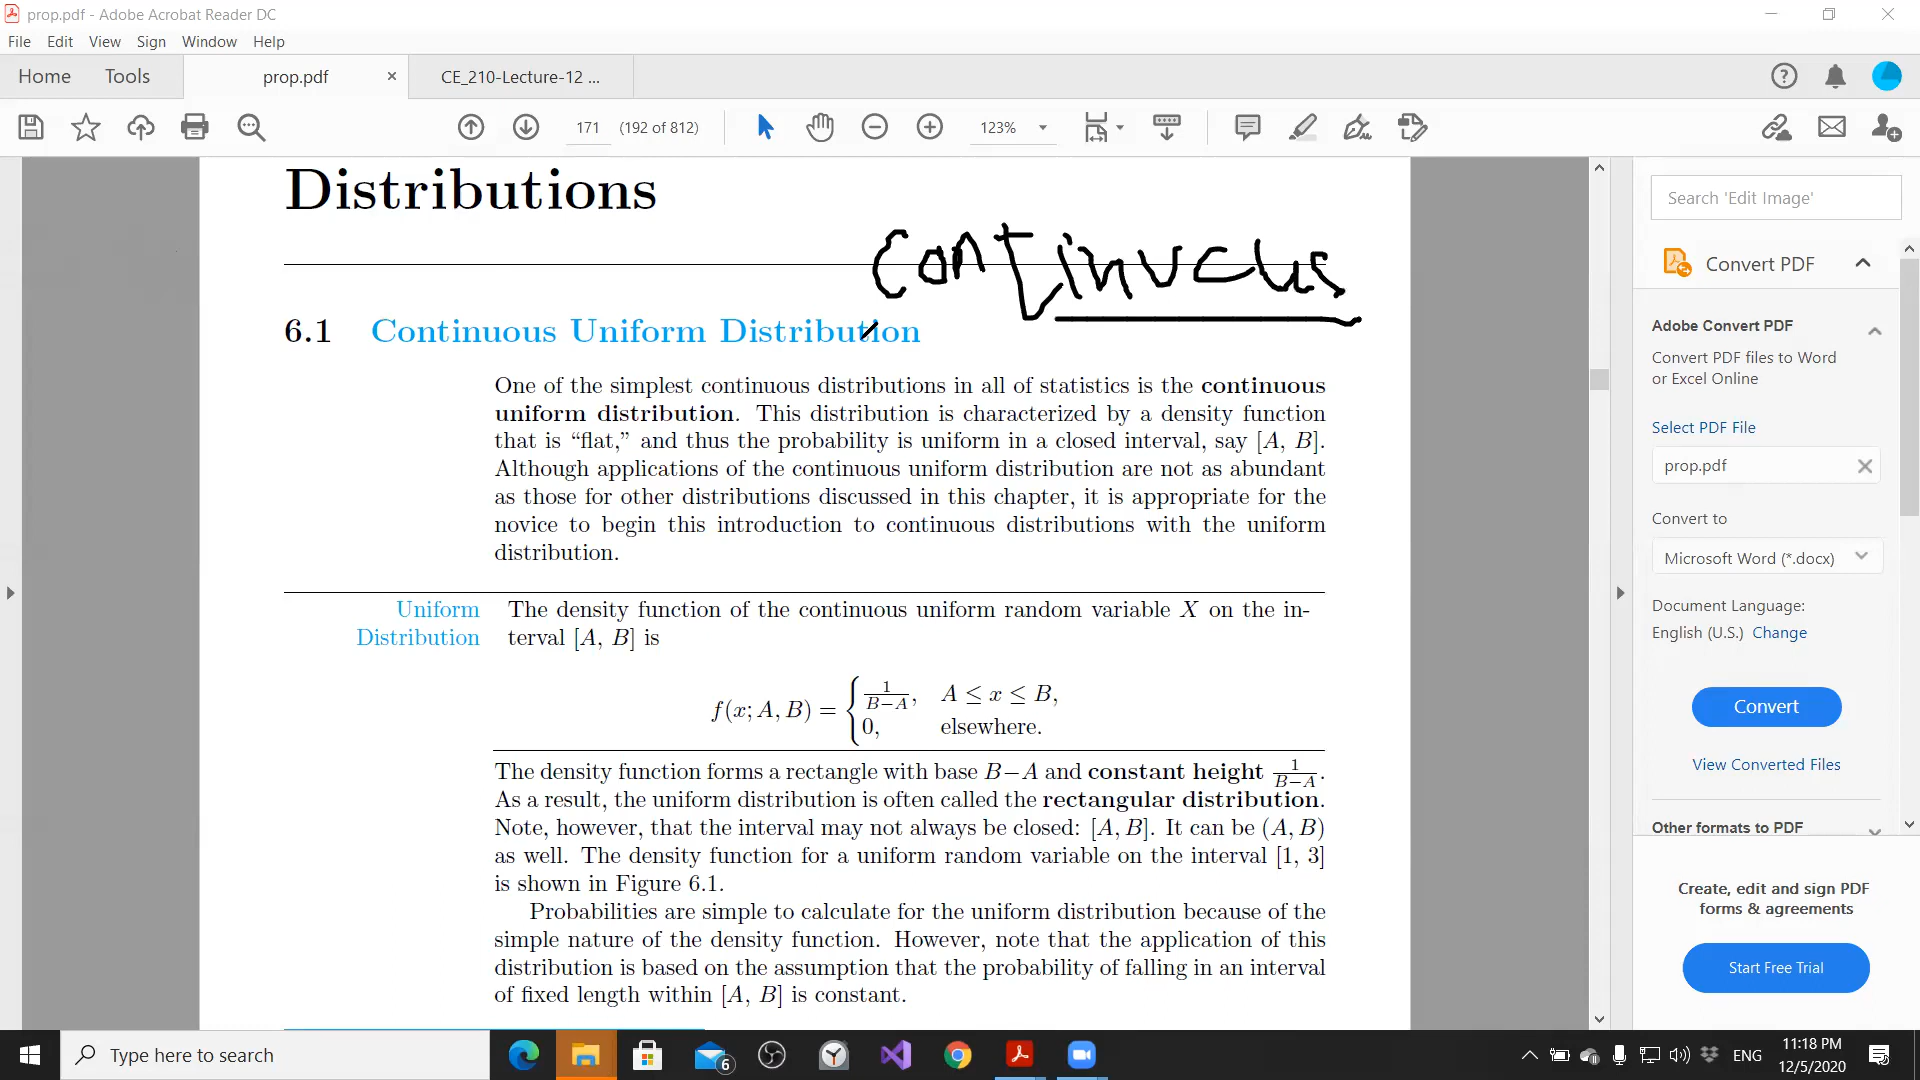 prop.pdf - Adobe Acrobat Reader DC
File Edit View Sign Window Help
Home Tools prop.pdf × CE_210-Lecture-12 ...
171 (192 of 812) 123%
Distributions
Continuous
6.1 Continuous Uniform Distribution
One of the simplest continuous distributions in all of statistics is the continuous
uniform distribution. This distribution is characterized by a density function
that is “flat,” and thus the probability is uniform in a closed interval, say [A, B].
Although applications of the continuous uniform distribution are not as abundant
as those for other distributions discussed in this chapter, it is appropriate for the
novice to begin this introduction to continuous distributions with the uniform
distribution.
Uniform Distribution
The density function of the continuous uniform random variable X on the in-
terval [A, B] is
f(x; A, B) = { 1/(B−A), A ≤ x ≤ B,
0, elsewhere.
The density function forms a rectangle with base B−A and constant height 1/(B−A).
As a result, the uniform distribution is often called the rectangular distribution.
Note, however, that the interval may not always be closed: [A, B]. It can be (A, B)
as well. The density function for a uniform random variable on the interval [1, 3]
is shown in Figure 6.1.
Probabilities are simple to calculate for the uniform distribution because of the
simple nature of the density function. However, note that the application of this
distribution is based on the assumption that the probability of falling in an interval
of fixed length within [A, B] is constant.
Search 'Edit Image'
Convert PDF
Adobe Convert PDF
Convert PDF files to Word
or Excel Online
Select PDF File
prop.pdf
Convert to
Microsoft Word (*.docx)
Document Language:
English (U.S.) Change
Convert
View Converted Files
Other formats to PDF
Create, edit and sign PDF
forms & agreements
Start Free Trial
Type here to search
6
ENG
11:18 PM
12/5/2020